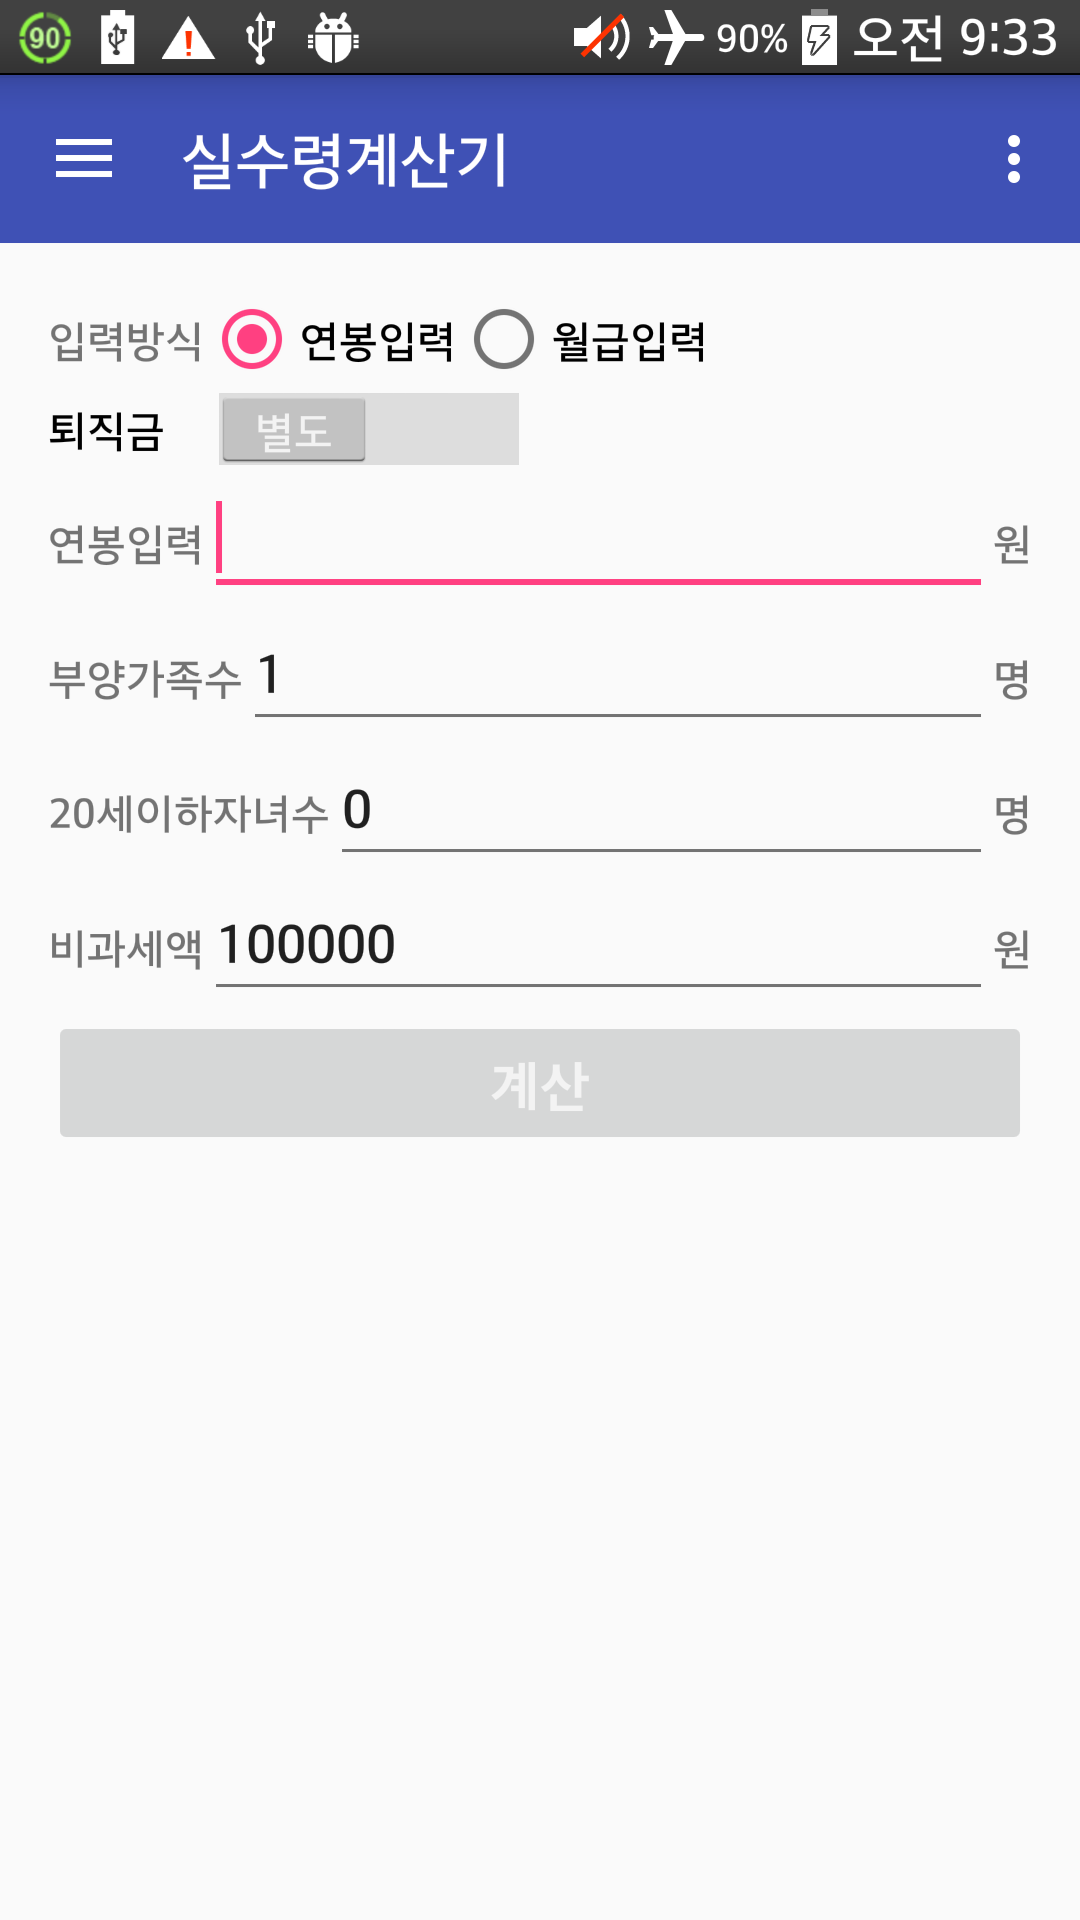 90 90% 오전 9:33
실수령계산기
입력방식 연봉입력 월급입력
퇴직금 별도
연봉입력 원
부양가족수 1 명
20세이하자녀수 0 명
비과세액 100000 원
계산